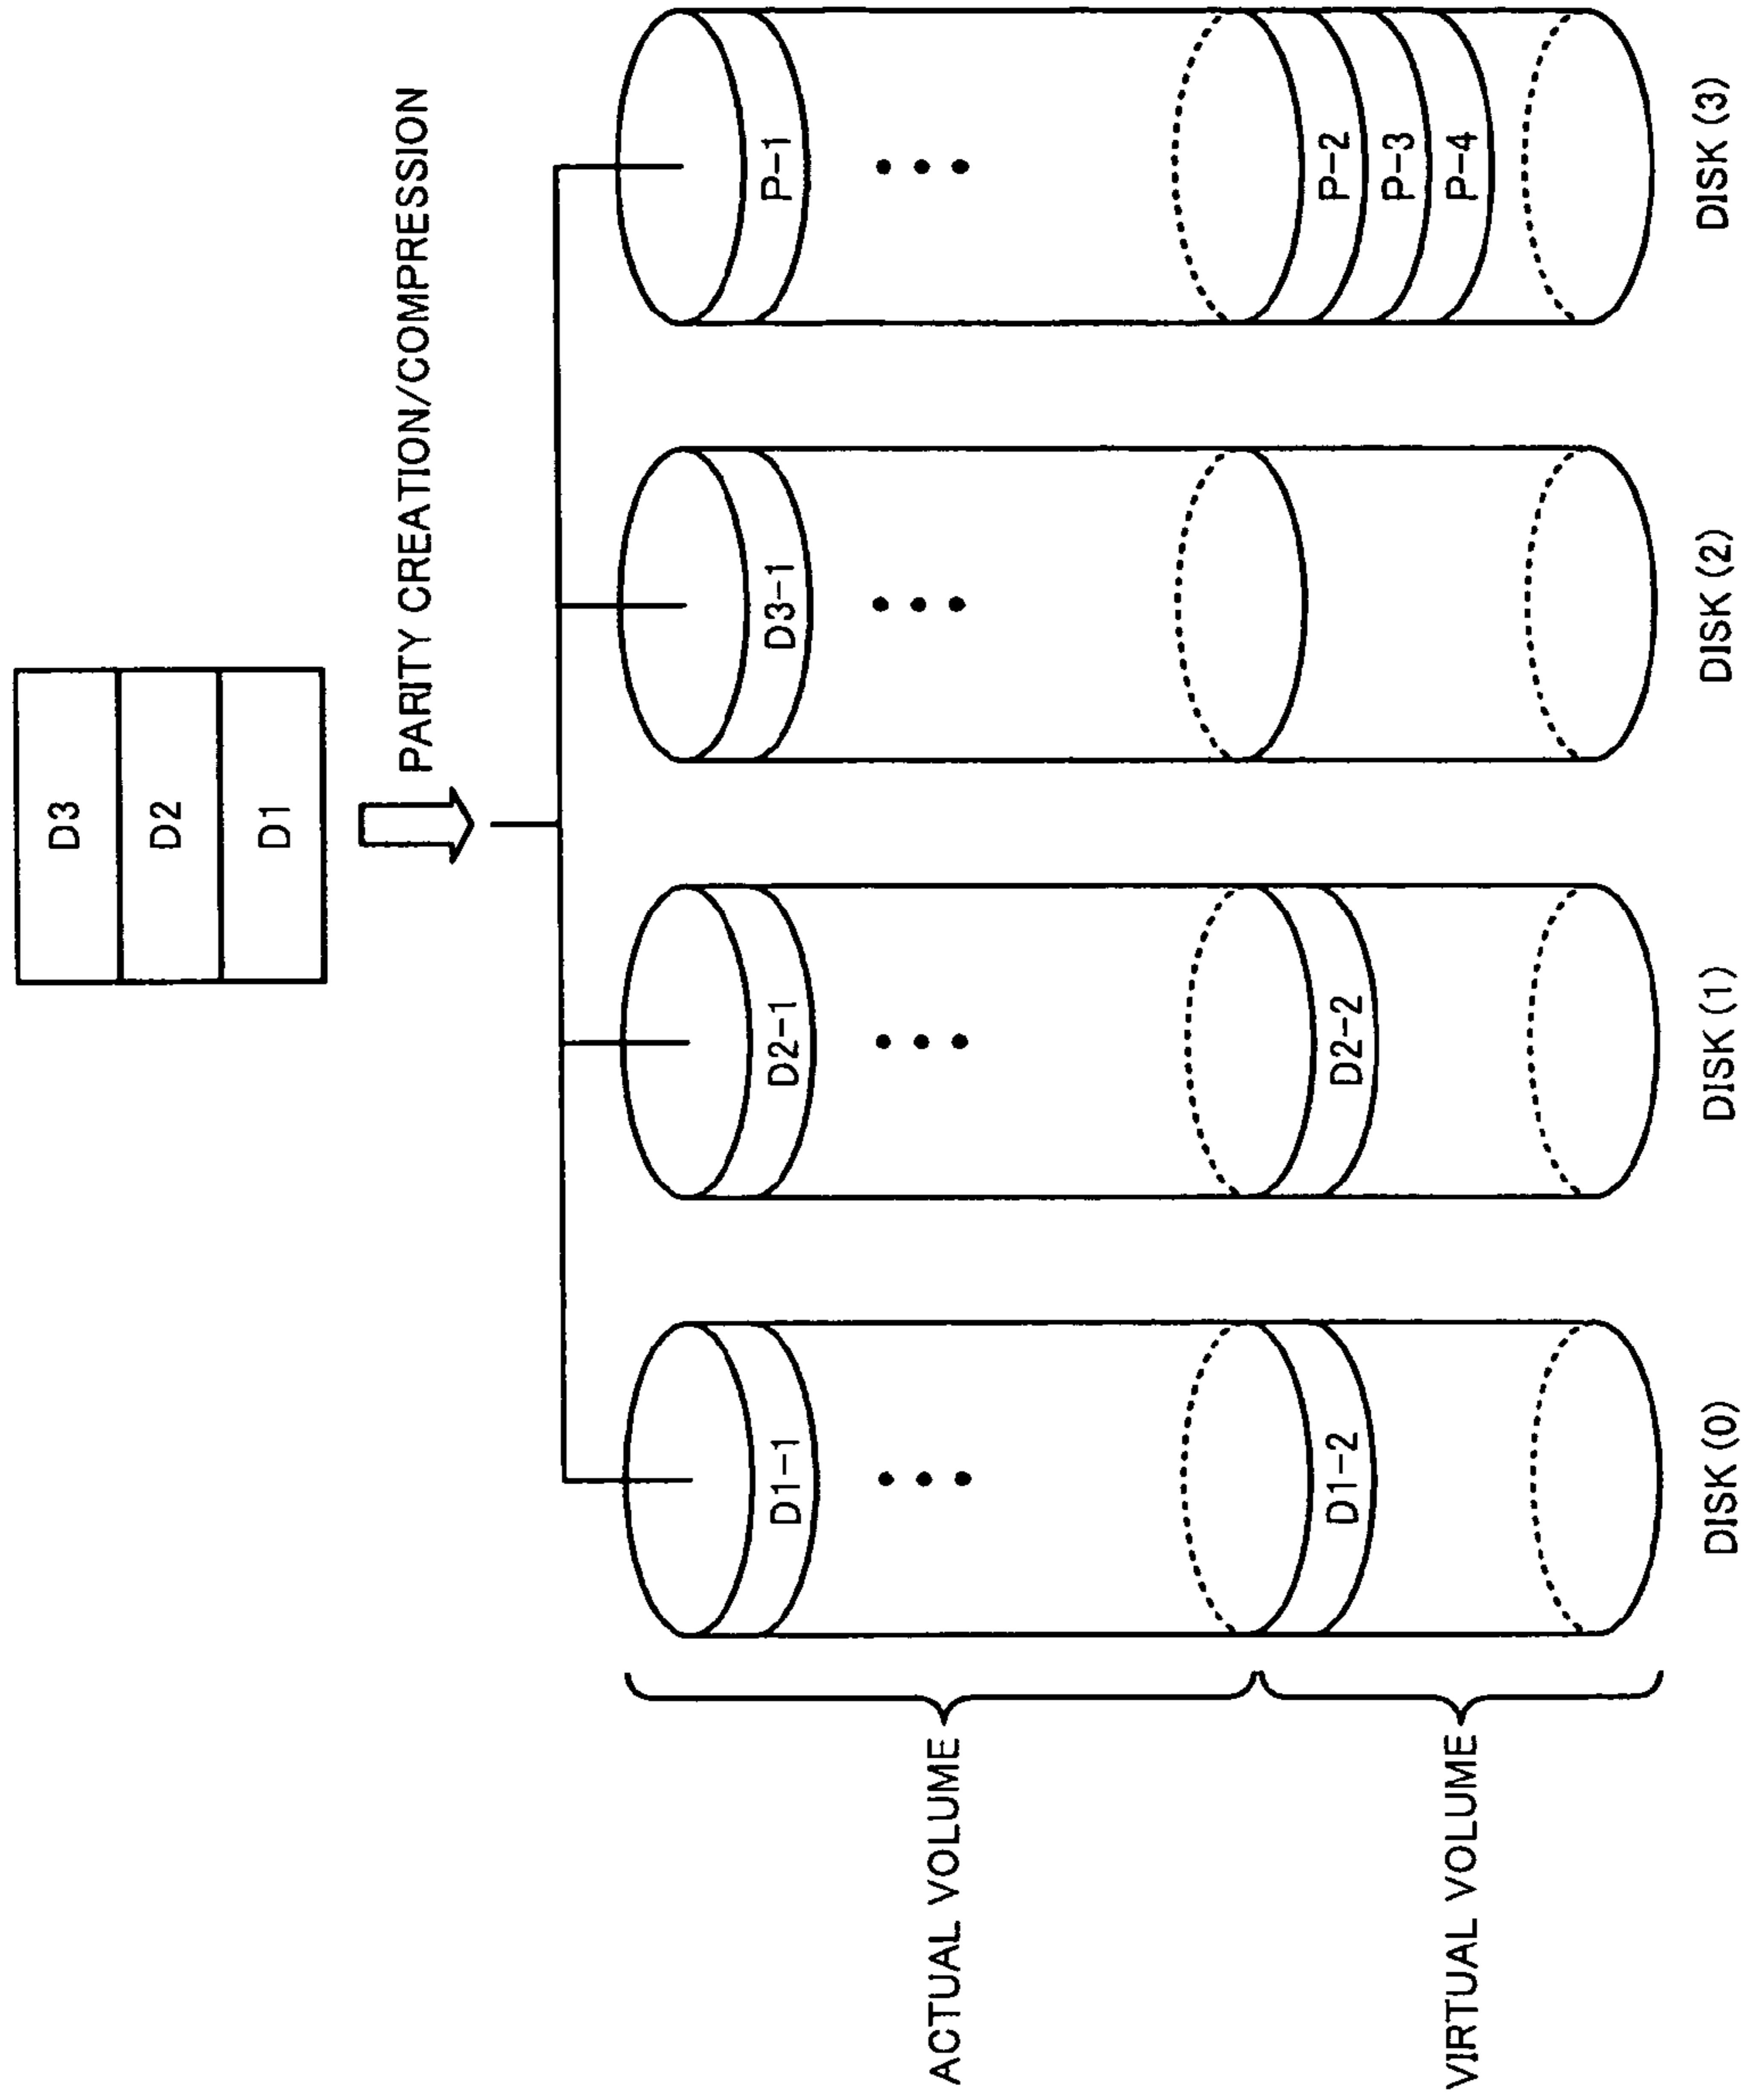 D3
D2
D1
PARITY CREATION/COMPRESSION
D1-1
D2-1
D3-1
P-1
ACTUAL VOLUME
D1-2
D2-2
P-2
P-3
P-4
VIRTUAL VOLUME
DISK (0)
DISK (1)
DISK (2)
DISK (3)